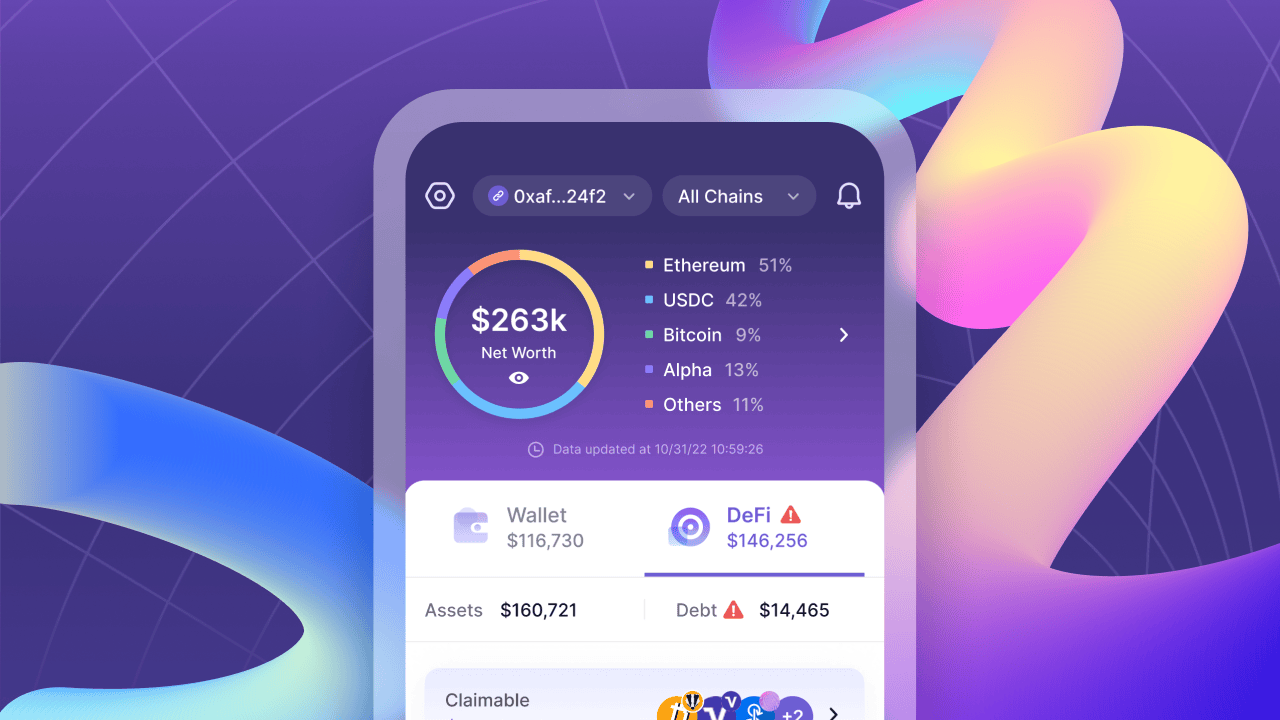 0xaf...24f2
All Chains
$263k
Net Worth
Ethereum 51%
USDC 42%
Bitcoin 9%
Alpha 13%
Others 11%
Data updated at 10/31/22 10:59:26
Wallet
$116,730
DeFi
$146,256
Assets $160,721
Debt $14,465
Claimable
+2